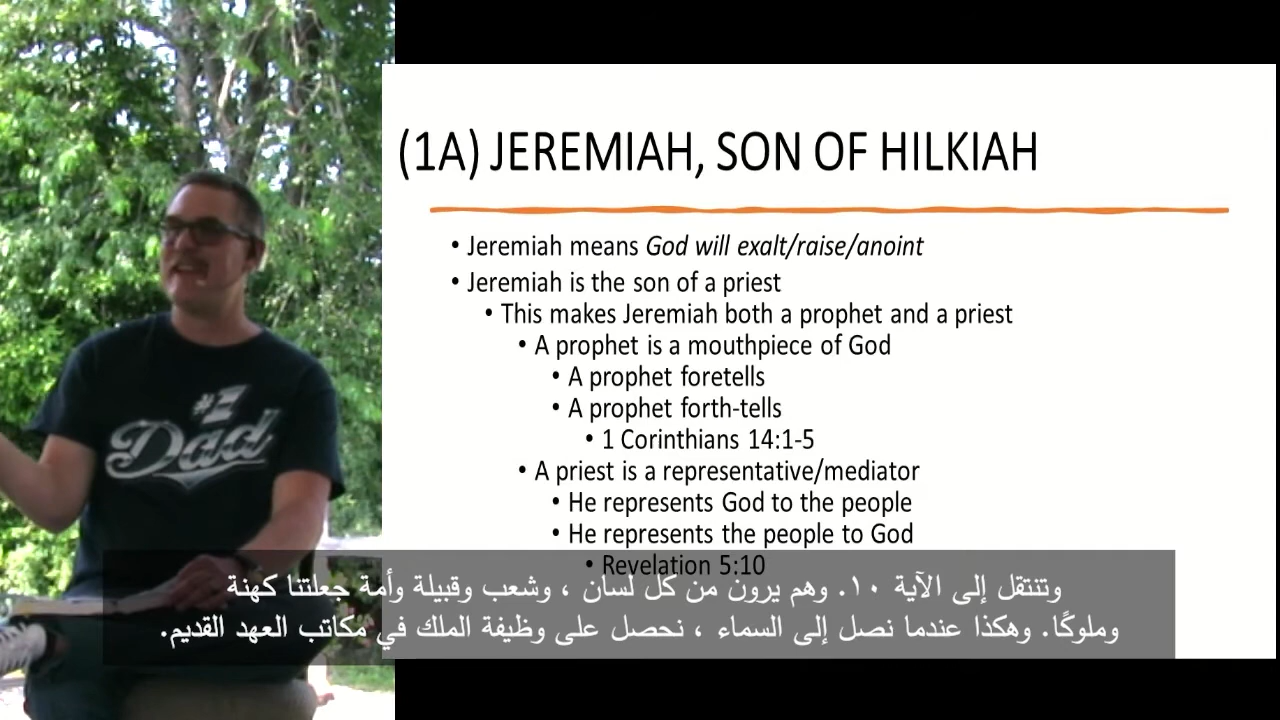 (1A) JEREMIAH, SON OF HILKIAH
• Jeremiah means God will exalt/raise/anoint
• Jeremiah is the son of a priest
• This makes Jeremiah both a prophet and a priest
• A prophet is a mouthpiece of God
• A prophet foretells
• A prophet forth-tells
• 1 Corinthians 14:1-5
• A priest is a representative/mediator
• He represents God to the people
• He represents the people to God
• Revelation 5:10
#1
Dad
وتنتقل إلى الآية ١٠. وهم يرون من كل لسان ، وشعب وقبيلة وأمة جعلتنا كهنة
وملوكًا. وهكذا عندما نصل إلى السماء ، نحصل على وظيفة الملك في مكاتب العهد القديم.